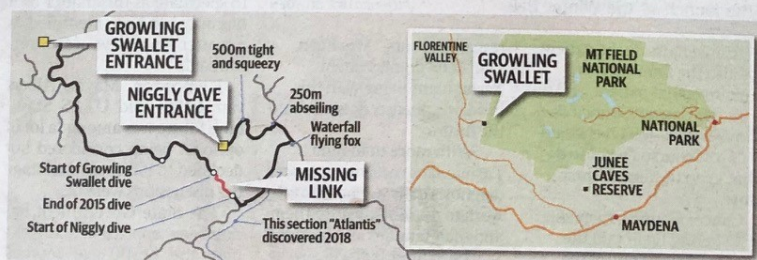 GROWLING
SWALLET
ENTRANCE
500m tight
and squeezy
NIGGLY CAVE
ENTRANCE
250m
abseiling
Waterfall
flying fox
Start of Growling
Swallet dive
MISSING
LINK
End of 2015 dive
Start of Niggly dive
This section "Atlantis"
discovered 2018
FLORENTINE
VALLEY
GROWLING
SWALLET
MT FIELD
NATIONAL
PARK
NATIONAL
PARK
JUNEE
CAVES
RESERVE
MAYDENA